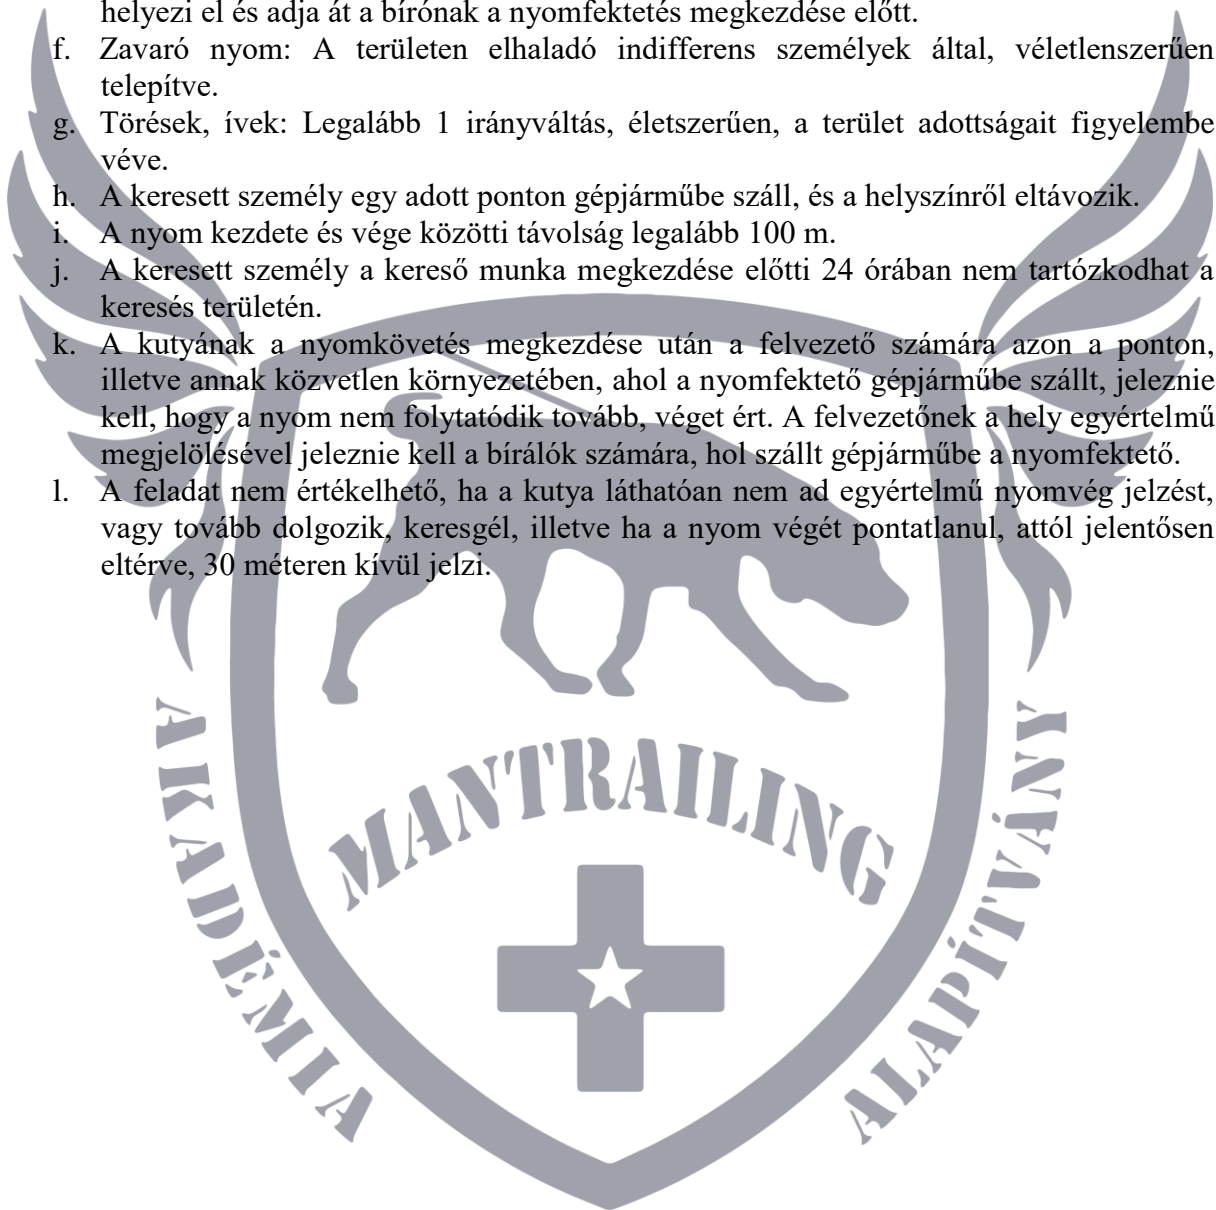 helyezi el és adja át a bírónak a nyomfektetés megkezdése előtt.
f. Zavaró nyom: A területen elhaladó indifferens személyek által, véletlenszerűen
telepítve.
g. Törések, ívek: Legalább 1 irányváltás, életszerűen, a terület adottságait figyelembe
véve.
h. A keresett személy egy adott ponton gépjárműbe száll, és a helyszínről eltávozik.
i. A nyom kezdete és vége közötti távolság legalább 100 m.
j. A keresett személy a kereső munka megkezdése előtti 24 órában nem tartózkodhat a
keresés területén.
k. A kutyának a nyomkövetés megkezdése után a felvezető számára azon a ponton,
illetve annak közvetlen környezetében, ahol a nyomfektető gépjárműbe szállt, jeleznie
kell, hogy a nyom nem folytatódik tovább, véget ért. A felvezetőnek a hely egyértelmű
megjelölésével jeleznie kell a bírálók számára, hol szállt gépjárműbe a nyomfektető.
l. A feladat nem értékelhető, ha a kutya láthatóan nem ad egyértelmű nyomvég jelzést,
vagy tovább dolgozik, keresgél, illetve ha a nyom végét pontatlanul, attól jelentősen
eltérve, 30 méteren kívül jelzi.
MANTRAILING
AKADÉMIA
ALAPÍTVÁNY